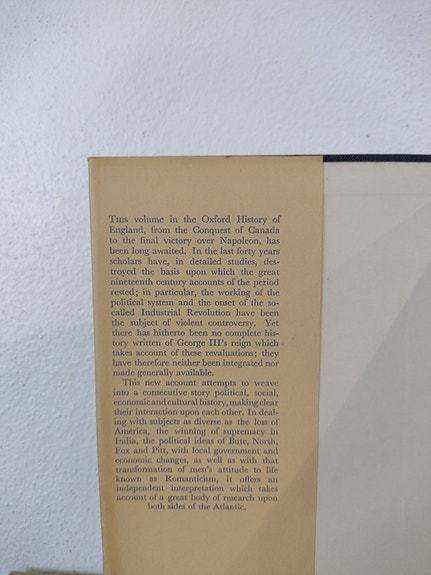 THIS volume in the Oxford History of
England, from the Conquest of Canada
to the final victory over Napoleon, has
been long awaited. In the last forty years
scholars have, in detailed studies, des-
troyed the basis upon which the great
nineteenth century accounts of the period
rested; in particular, the working of the
political system and the onset of the so-
called Industrial Revolution have been
the subject of violent controversy. Yet
there has hitherto been no complete his-
tory written of George III's reign which
takes account of these revaluations; they
have therefore neither been integrated nor
made generally available.
This new account attempts to weave
into a consecutive story political, social,
economic and cultural history, making clear
their interaction upon each other. In deal-
ing with subjects as diverse as the loss of
America, the winning of supremacy in
India, the political ideas of Bute, North,
Fox and Pitt, with local government and
economic changes, as well as with that
transformation of men's attitude to life
known as Romanticism, it offers an
independent interpretation which takes
account of a great body of research upon
both sides of the Atlantic.